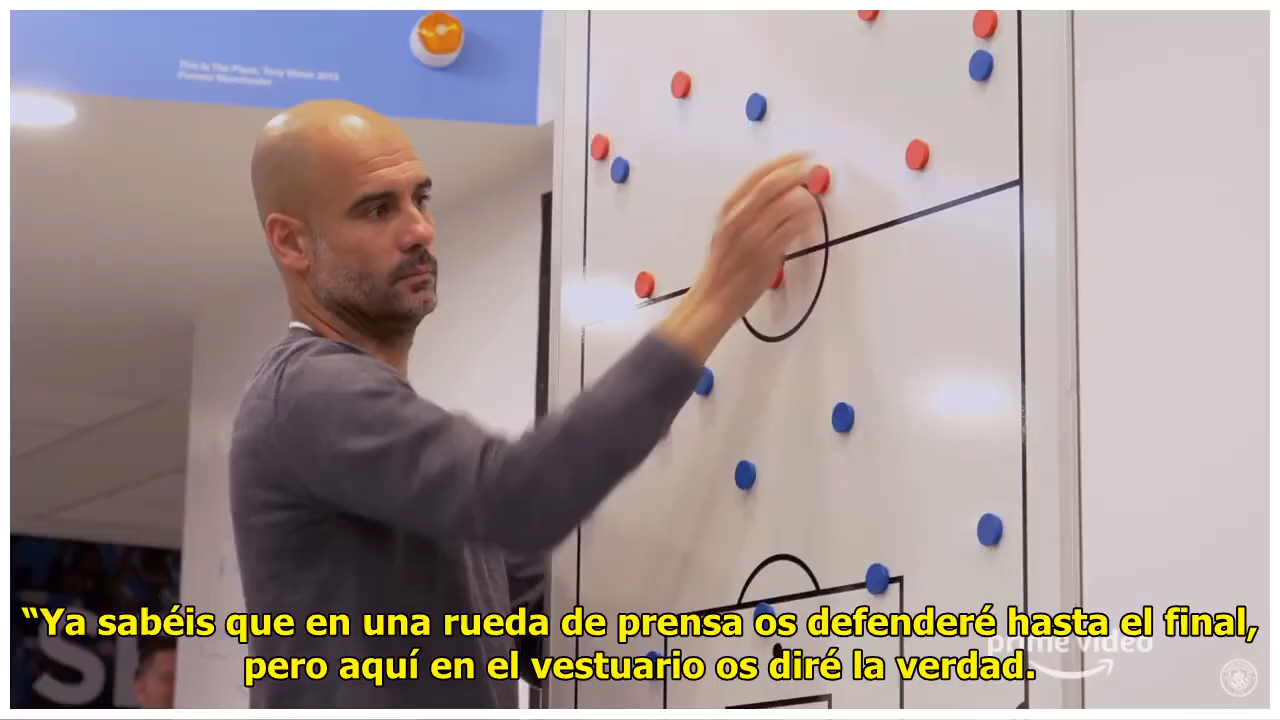 “Ya sabéis que en una rueda de prensa os defenderé hasta el final,
pero aquí en el vestuario os diré la verdad.
prime video